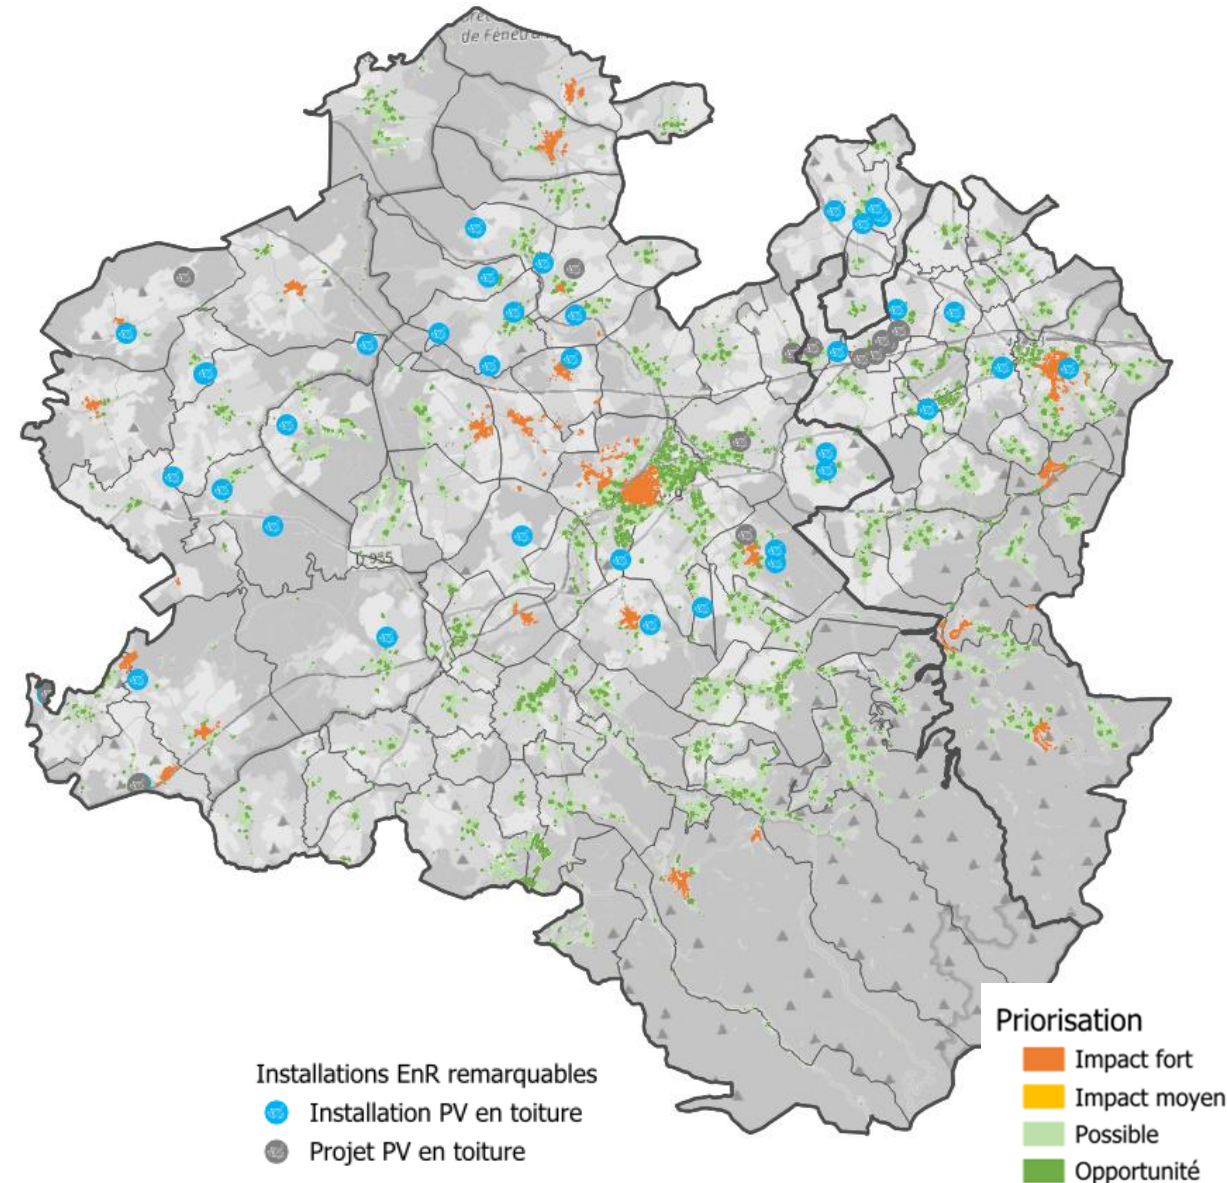 de Fénétra
D 955
Installations EnR remarquables
Installation PV en toiture
Projet PV en toiture
Priorisation
Impact fort
Impact moyen
Possible
Opportunité